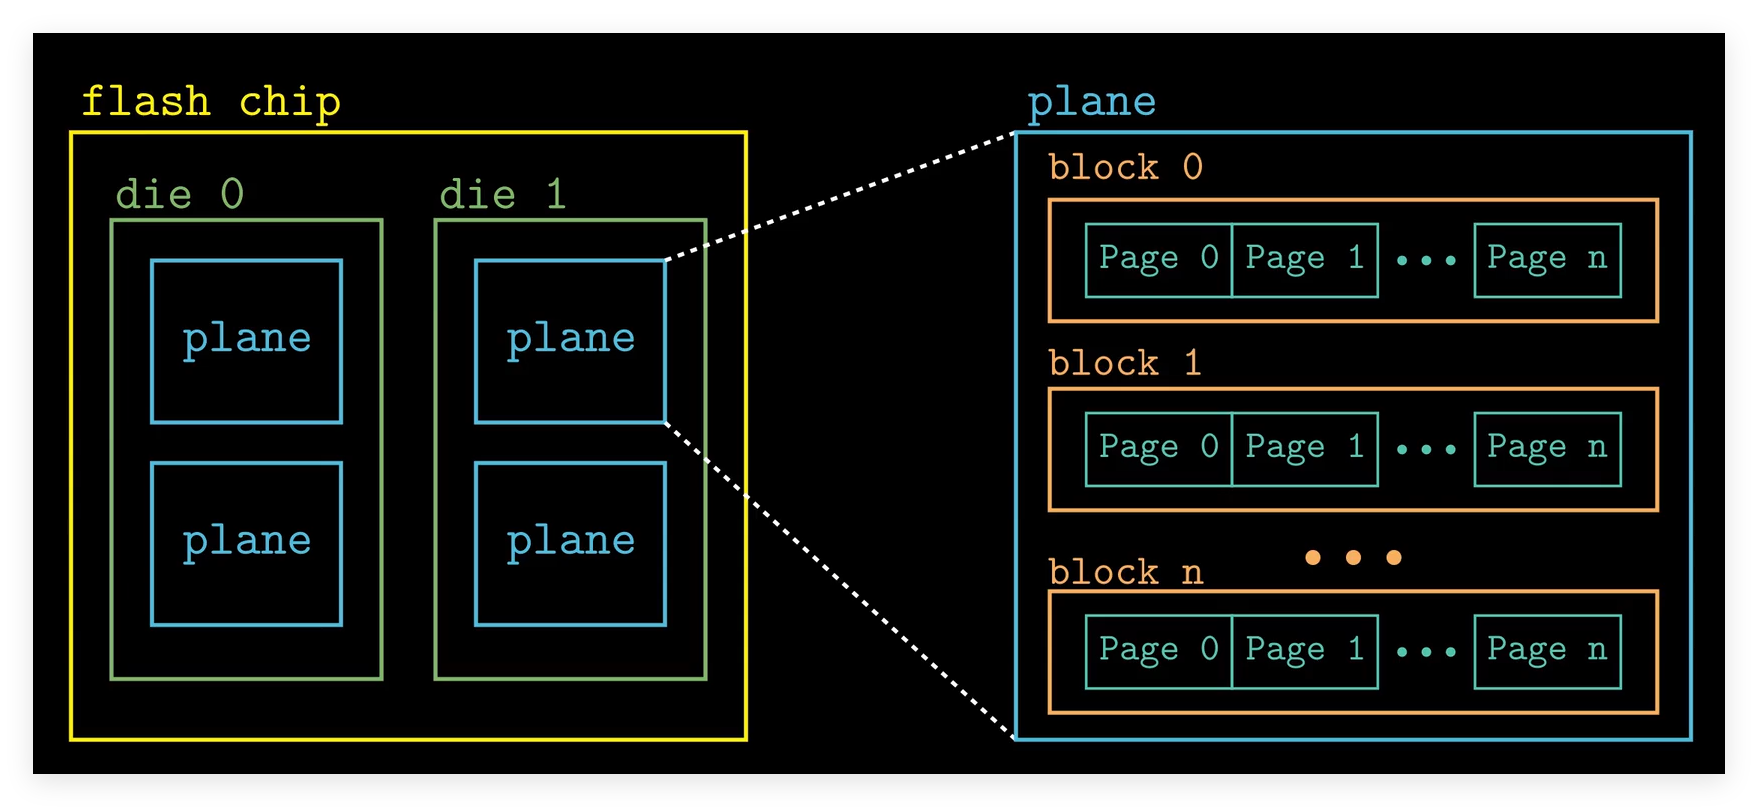 flash chip
die 0
die 1
plane
plane
plane
plane
plane
block 0
Page 0 Page 1 ... Page n
block 1
Page 0 Page 1 ... Page n
...
block n
Page 0 Page 1 ... Page n